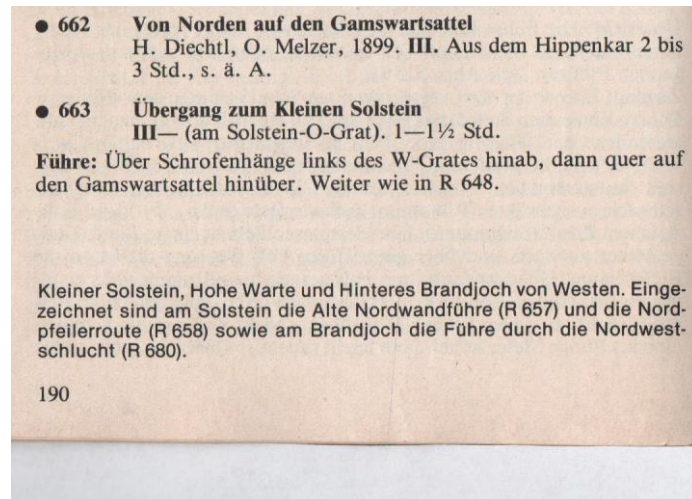 ● 662 Von Norden auf den Gamswartsattel
H. Diechtl, O. Melzer, 1899. III. Aus dem Hippenkar 2 bis
3 Std., s. ä. A.
● 663 Übergang zum Kleinen Solstein
III— (am Solstein-O-Grat). 1—1½ Std.
Führe: Über Schrofenhänge links des W-Grates hinab, dann quer auf
den Gamswartsattel hinüber. Weiter wie in R 648.
Kleiner Solstein, Hohe Warte und Hinteres Brandjoch von Westen. Einge-
zeichnet sind am Solstein die Alte Nordwandführe (R 657) und die Nord-
pfeilerroute (R 658) sowie am Brandjoch die Führe durch die Nordwest-
schlucht (R 680).
190